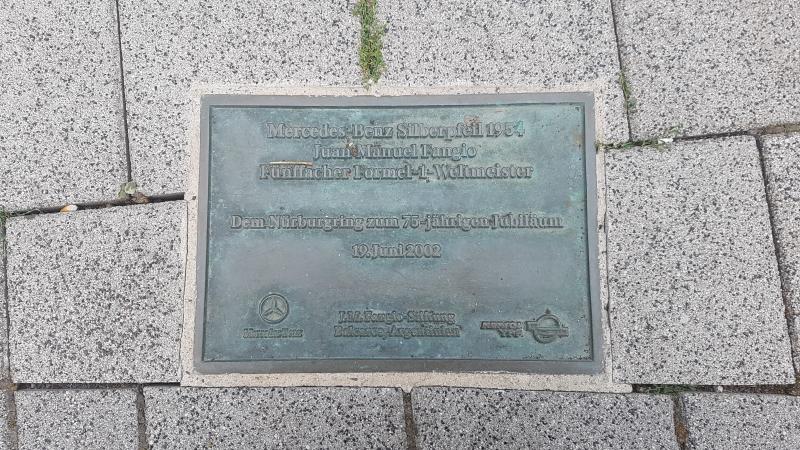 Mercedes-Benz Silberpfeil 1954
Juan Manuel Fangio
Fünffacher Formel-1-Weltmeister
Dem Nürburgring zum 75-jährigen Jubiläum
19. Juni 2002
J.M. Fangio-Stiftung
Balcarce, Argentinien
Mercedes-Benz